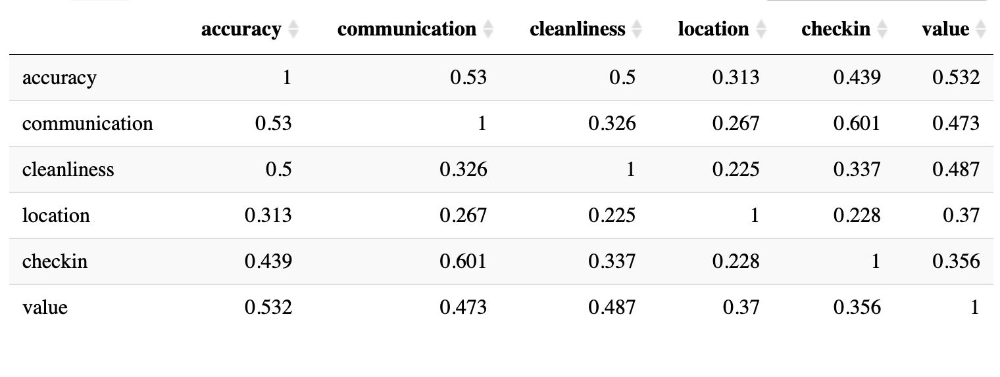 accuracy communication cleanliness location checkin value
accuracy 1 0.53 0.5 0.313 0.439 0.532
communication 0.53 1 0.326 0.267 0.601 0.473
cleanliness 0.5 0.326 1 0.225 0.337 0.487
location 0.313 0.267 0.225 1 0.228 0.37
checkin 0.439 0.601 0.337 0.228 1 0.356
value 0.532 0.473 0.487 0.37 0.356 1